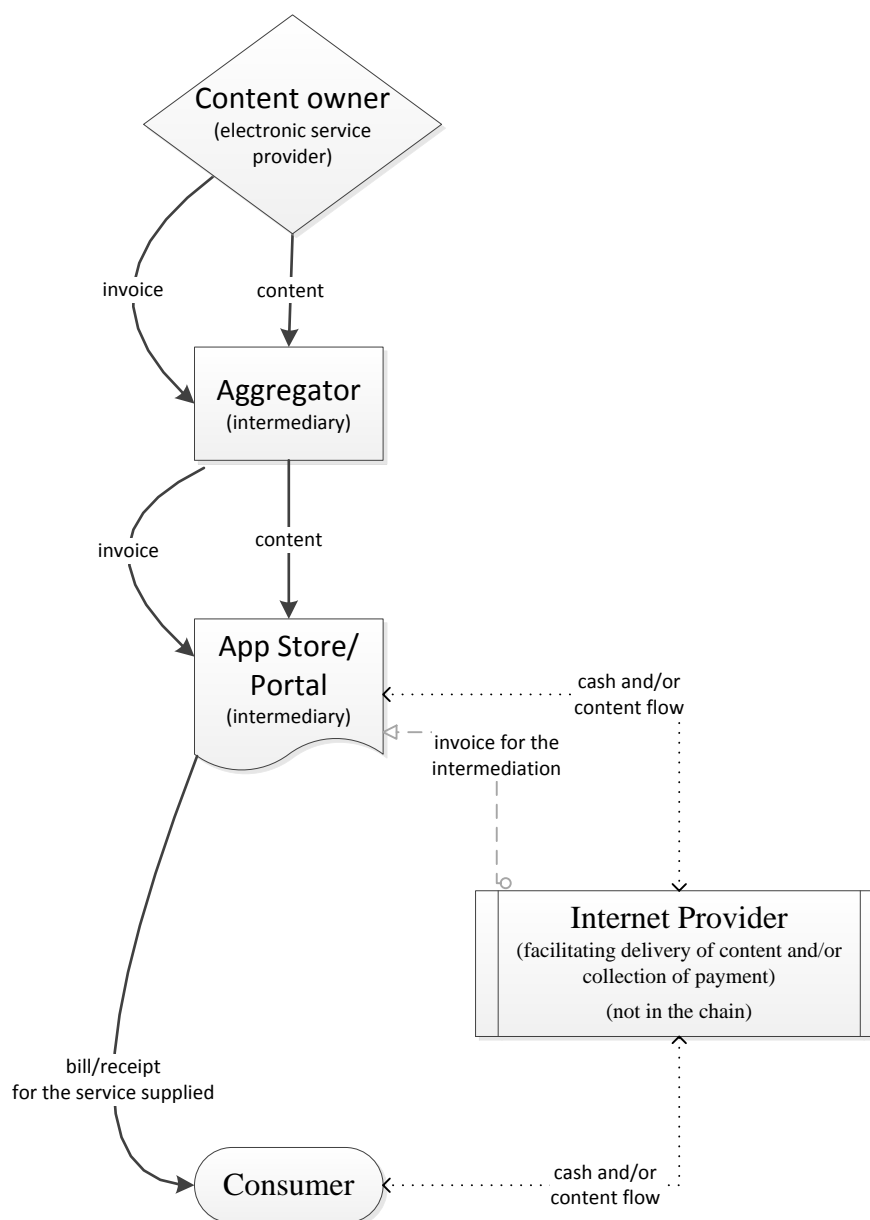 Content owner
(electronic service
provider)
invoice
content
Aggregator
(intermediary)
invoice
content
App Store/
Portal
(intermediary)
cash and/or
content flow
invoice for the
intermediation
Internet Provider
(facilitating delivery of content and/or
collection of payment)
(not in the chain)
bill/receipt
for the service supplied
Consumer
cash and/or
content flow